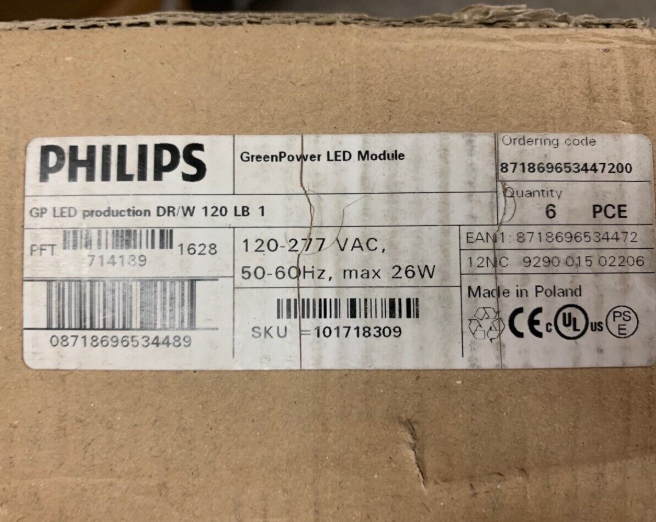 PHILIPS
GreenPower LED Module
Ordering code
871869653447200
Quantity
6 PCE
GP LED production DR/W 120 LB 1
PFT 714139 1628
120-277 VAC,
50-60Hz, max 26W
EAN1: 8718696534472
12NC 9290 015 02206
Made in Poland
08718696534489
SKU =101718309
CE c UL US PS E